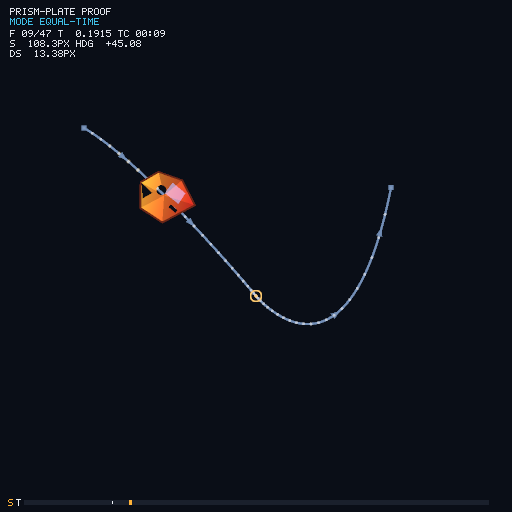 PRISM-PLATE PROOF
MODE EQUAL-TIME
F 09/47 T  0.1915 TC 00:09
S  108.3PX HDG  +45.08
DS  13.38PX
ST